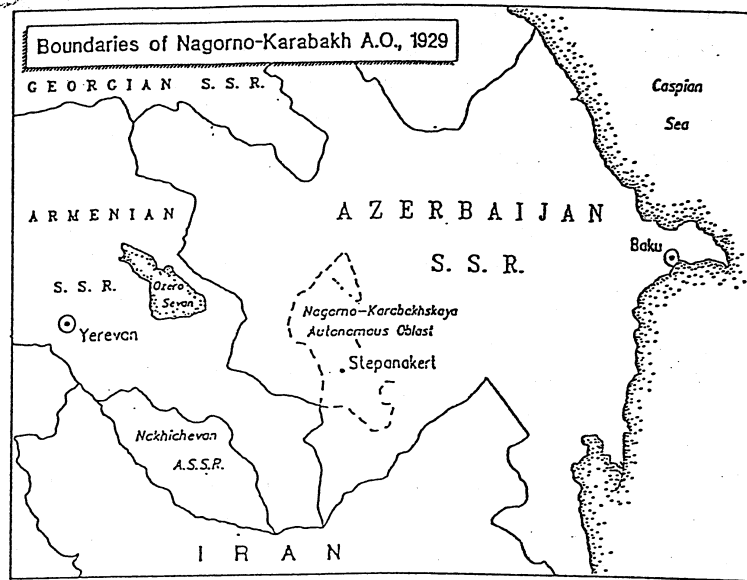 Boundaries of Nagorno-Karabakh A.O., 1929
GEORGIAN S.S.R.
Caspian
Sea
ARMENIAN
S.S.R.
AZERBAIJAN
S.S.R.
Baku
Ozero
Sevan
Nagorno-Karabakhskaya
Autonomous Oblast
Yerevan
Stepanakert
Nakhichevan
A.S.S.R.
IRAN